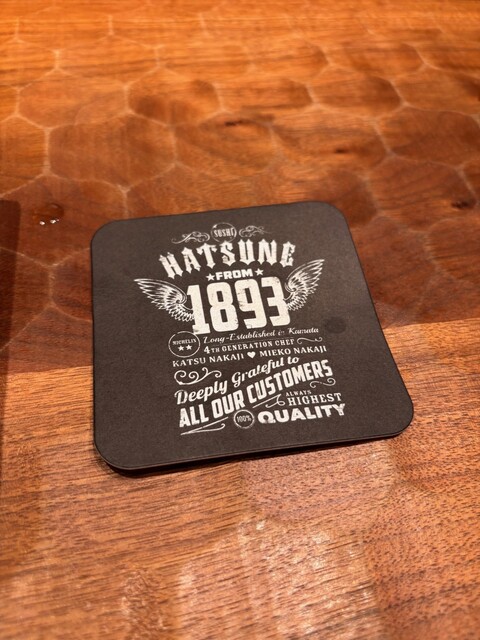 SUSHI
HATSUNE
★FROM★
1893
Long-Established in Kamata
MICHELIN
★★
4TH GENERATION CHEF
KATSU NAKAJI ♥ MIEKO NAKAJI
Deeply Grateful to
ALL OUR CUSTOMERS
ALWAYS
HIGHEST
100%
QUALITY